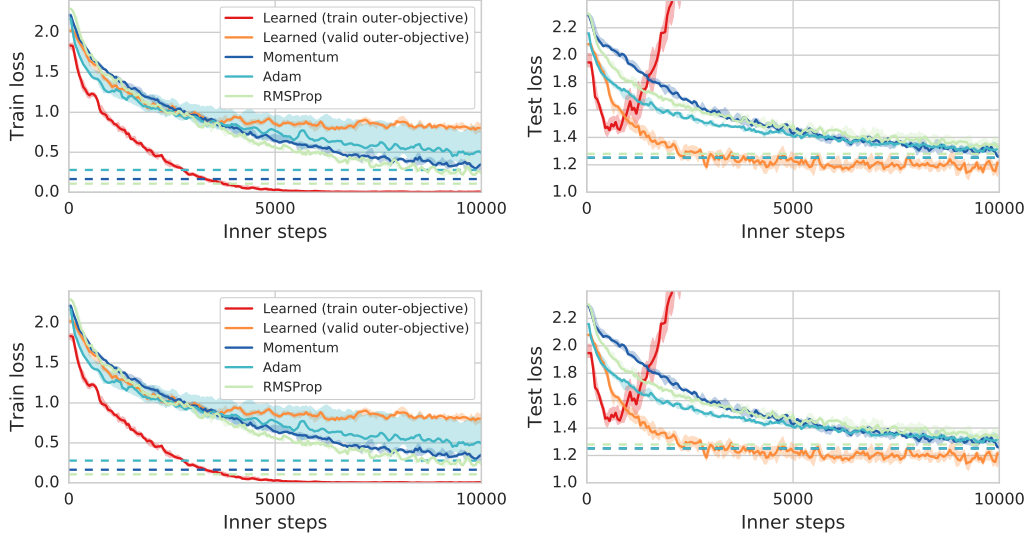 Train loss
2.0
1.5
1.0
0.5
0.0
0
5000
10000
Inner steps
Learned (train outer-objective)
Learned (valid outer-objective)
Momentum
Adam
RMSProp
Test loss
2.2
2.0
1.8
1.6
1.4
1.2
1.0
0
5000
10000
Inner steps
Train loss
2.0
1.5
1.0
0.5
0.0
0
5000
10000
Inner steps
Learned (train outer-objective)
Learned (valid outer-objective)
Momentum
Adam
RMSProp
Test loss
2.2
2.0
1.8
1.6
1.4
1.2
1.0
0
5000
10000
Inner steps